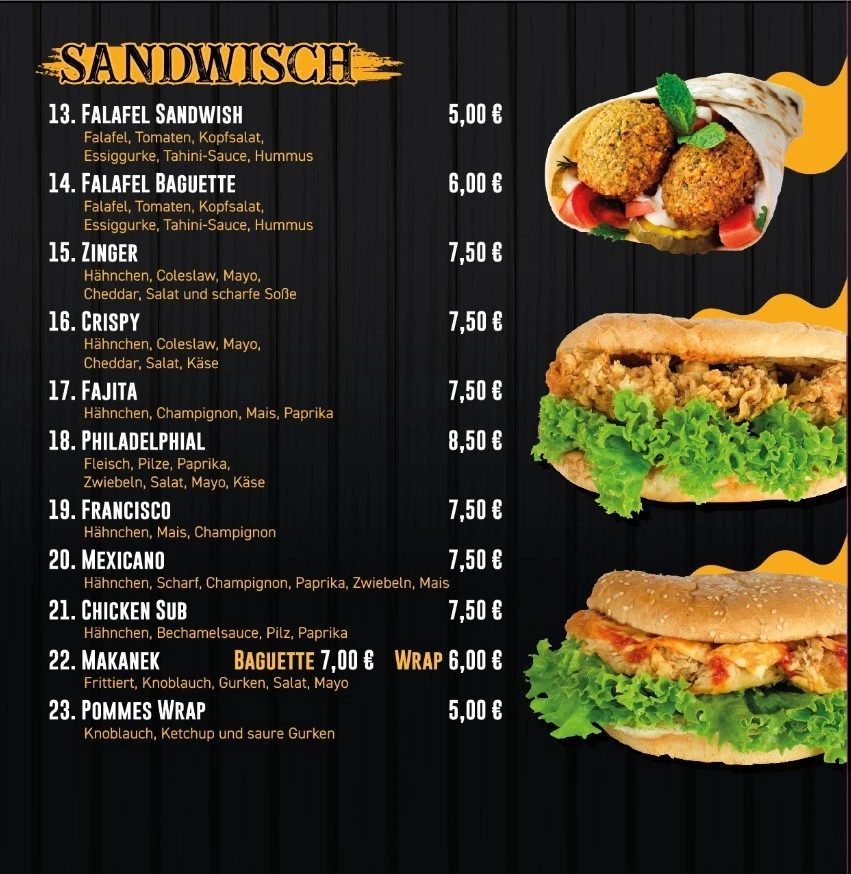 SANDWISCH
13. FALAFEL SANDWISH 5,00 €
Falafel, Tomaten, Kopfsalat,
Essiggurke, Tahini-Sauce, Hummus
14. FALAFEL BAGUETTE 6,00 €
Falafel, Tomaten, Kopfsalat,
Essiggurke, Tahini-Sauce, Hummus
15. ZINGER 7,50 €
Hähnchen, Coleslaw, Mayo,
Cheddar, Salat und scharfe Soße
16. CRISPY 7,50 €
Hähnchen, Coleslaw, Mayo,
Cheddar, Salat, Käse
17. FAJITA 7,50 €
Hähnchen, Champignon, Mais, Paprika
18. PHILADELPHIAL 8,50 €
Fleisch, Pilze, Paprika,
Zwiebeln, Salat, Mayo, Käse
19. FRANCISCO 7,50 €
Hähnchen, Mais, Champignon
20. MEXICANO 7,50 €
Hähnchen, Scharf, Champignon, Paprika, Zwiebeln, Mais
21. CHICKEN SUB 7,50 €
Hähnchen, Bechamelsauce, Pilz, Paprika
22. MAKANEK BAGUETTE 7,00 € WRAP 6,00 €
Frittiert, Knoblauch, Gurken, Salat, Mayo
23. POMMES WRAP 5,00 €
Knoblauch, Ketchup und saure Gurken